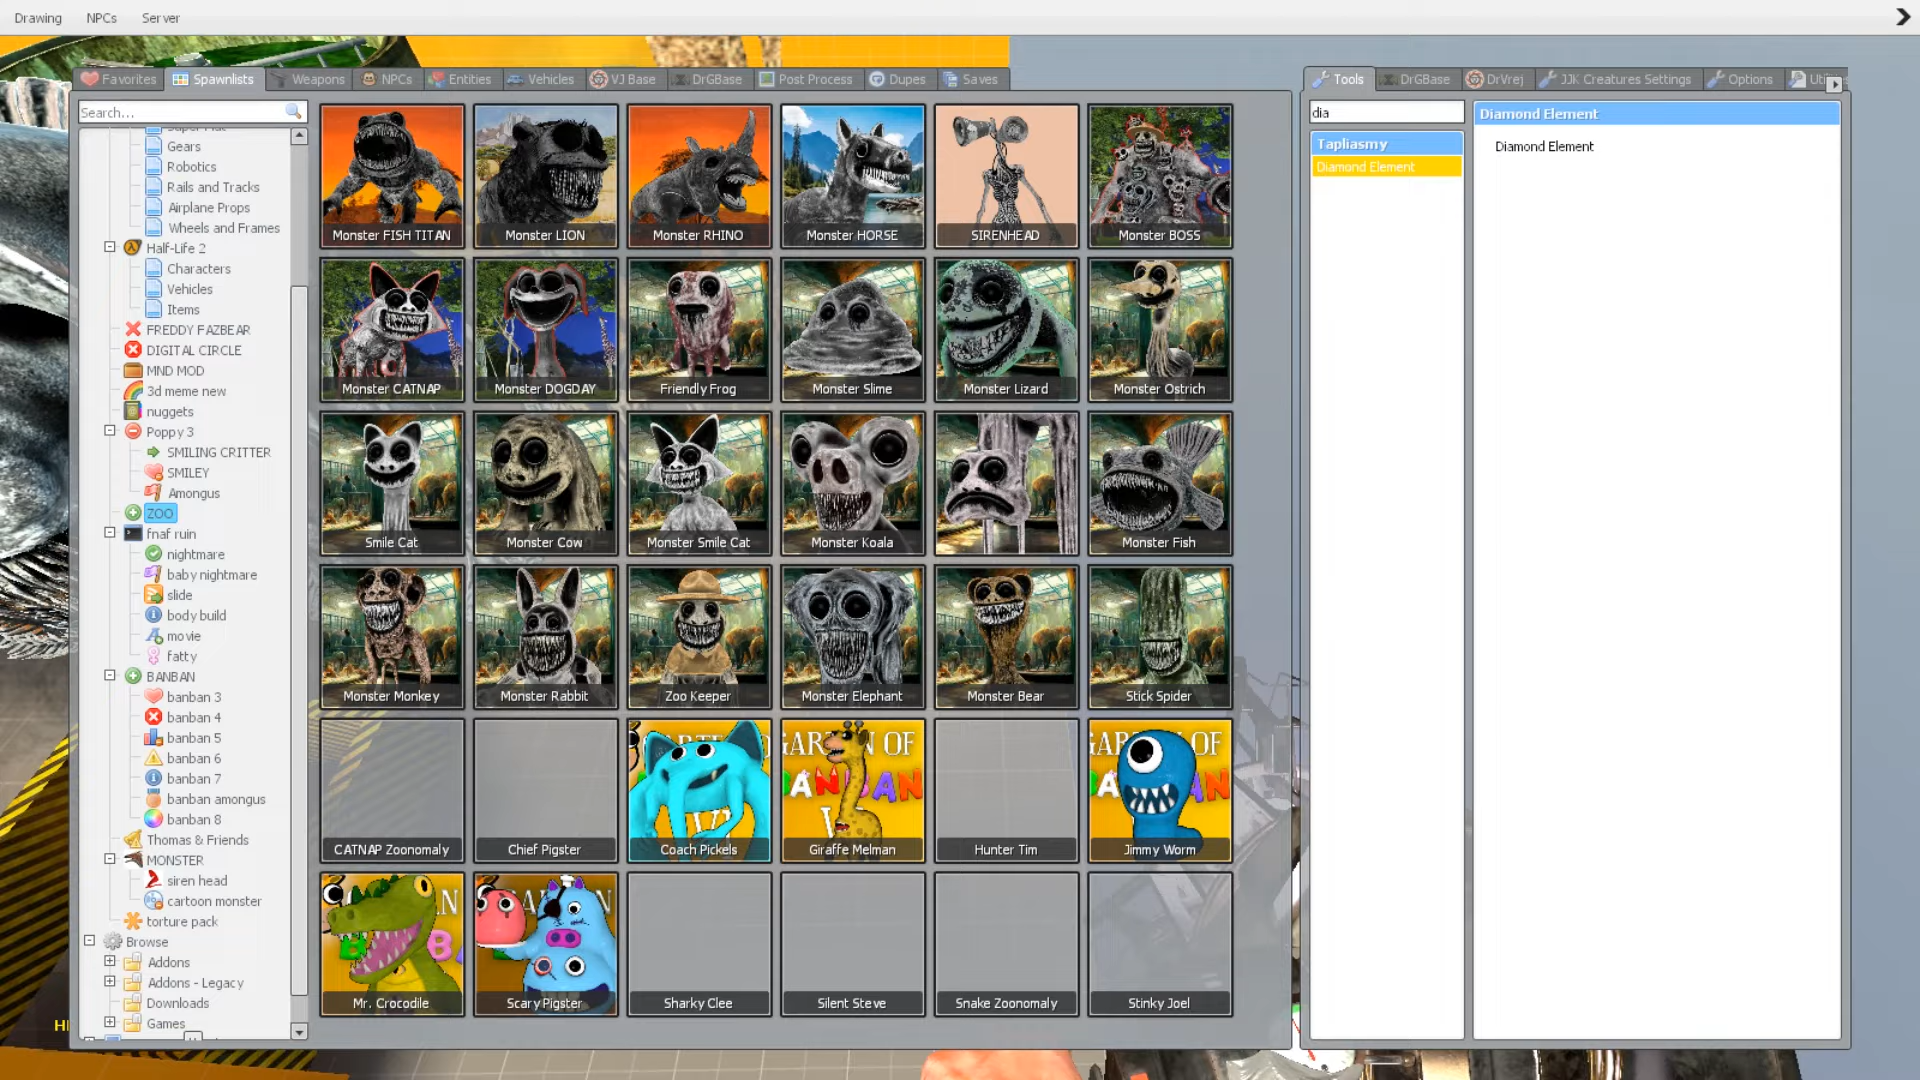 Drawing NPCs Server
Favorites Spawnlists Weapons NPCs Entities Vehicles VJ Base DrGBase Post Process Dupes Saves
Tools DrGBase DrVrej JJK Creatures Settings Options
Search...
dia
Diamond Element
Tapliasmy
Diamond Element
Diamond Element
Gears
Robotics
Rails and Tracks
Airplane Props
Wheels and Frames
Half-Life 2
Characters
Vehicles
Items
FREDDY FAZBEAR
DIGITAL CIRCLE
MND MOD
3d meme new
nuggets
Poppy 3
SMILING CRITTER
SMILEY
Amongus
ZOO
fnaf ruin
nightmare
baby nightmare
slide
body build
movie
fatty
BANBAN
banban 3
banban 4
banban 5
banban 6
banban 7
banban amongus
banban 8
Thomas & Friends
MONSTER
siren head
cartoon monster
torture pack
Browse
Addons
Addons - Legacy
Downloads
Games
Monster FISH TITAN Monster LION Monster RHINO Monster HORSE SIRENHEAD Monster BOSS
Monster CATNAP Monster DOGDAY Friendly Frog Monster Slime Monster Lizard Monster Ostrich
Smile Cat Monster Cow Monster Smile Cat Monster Koala Monster Fish
Monster Monkey Monster Rabbit Zoo Keeper Monster Elephant Monster Bear Stick Spider
CATNAP Zoonomaly Chief Pigster Coach Pickels Giraffe Melman Hunter Tim Jimmy Worm
Mr. Crocodile Scary Pigster Sharky Clee Silent Steve Snake Zoonomaly Stinky Joel